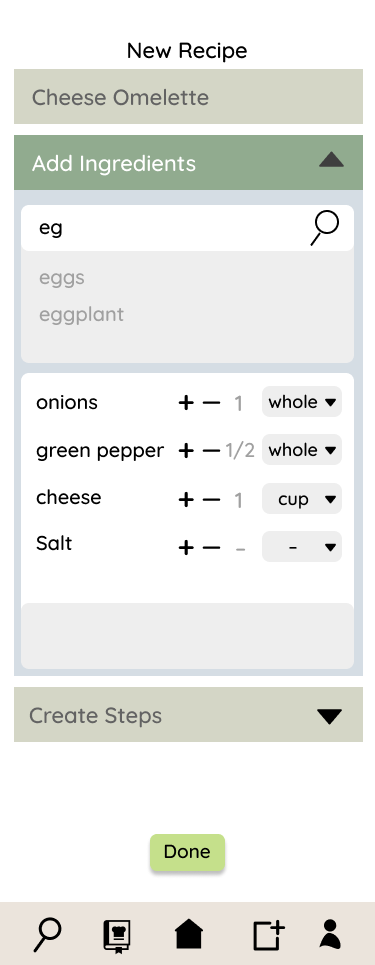 New Recipe
Cheese Omelette
Add Ingredients
eg
eggs
eggplant
onions + − 1 whole
green pepper + − 1/2 whole
cheese + − 1 cup
Salt + − - -
Create Steps
Done